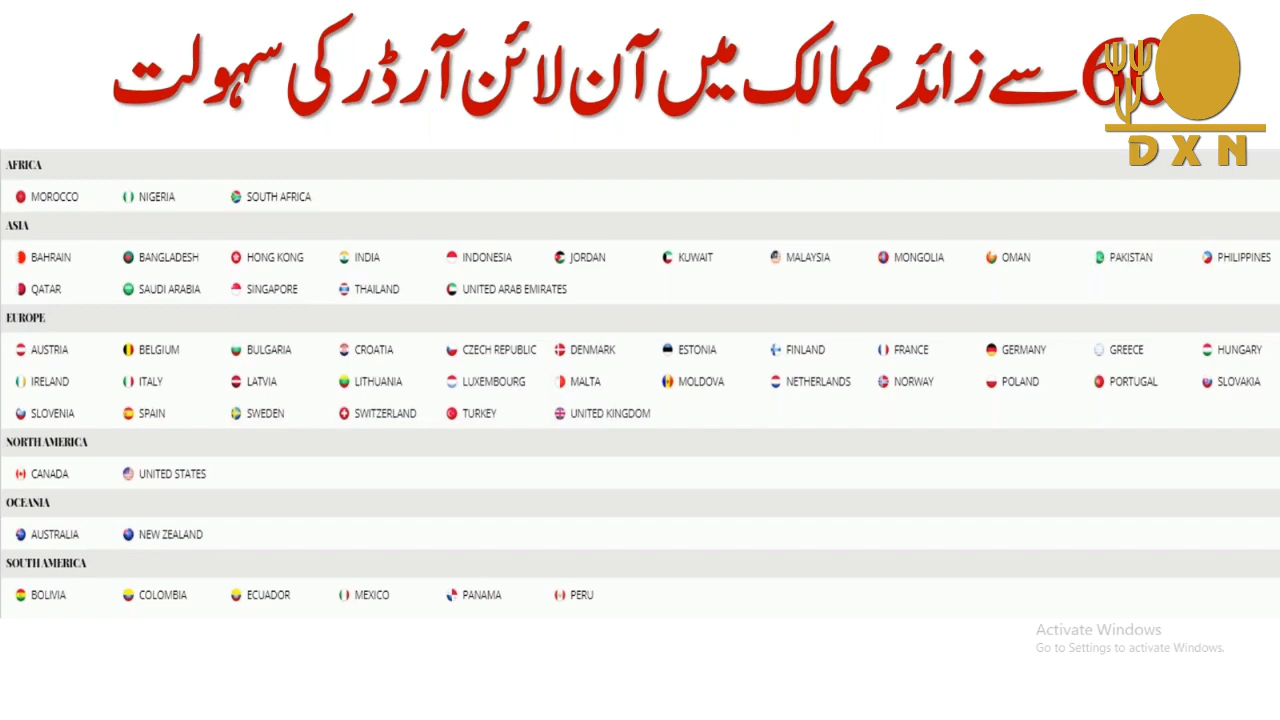 60 سے زائد ممالک میں آن لائن آرڈر کی سہولت
DXN
AFRICA
MOROCCO NIGERIA SOUTH AFRICA
ASIA
BAHRAIN BANGLADESH HONG KONG INDIA INDONESIA JORDAN KUWAIT MALAYSIA MONGOLIA OMAN PAKISTAN PHILIPPINES
QATAR SAUDI ARABIA SINGAPORE THAILAND UNITED ARAB EMIRATES
EUROPE
AUSTRIA BELGIUM BULGARIA CROATIA CZECH REPUBLIC DENMARK ESTONIA FINLAND FRANCE GERMANY GREECE HUNGARY
IRELAND ITALY LATVIA LITHUANIA LUXEMBOURG MALTA MOLDOVA NETHERLANDS NORWAY POLAND PORTUGAL SLOVAKIA
SLOVENIA SPAIN SWEDEN SWITZERLAND TURKEY UNITED KINGDOM
NORTH AMERICA
CANADA UNITED STATES
OCEANIA
AUSTRALIA NEW ZEALAND
SOUTH AMERICA
BOLIVIA COLOMBIA ECUADOR MEXICO PANAMA PERU
Activate Windows
Go to Settings to activate Windows.